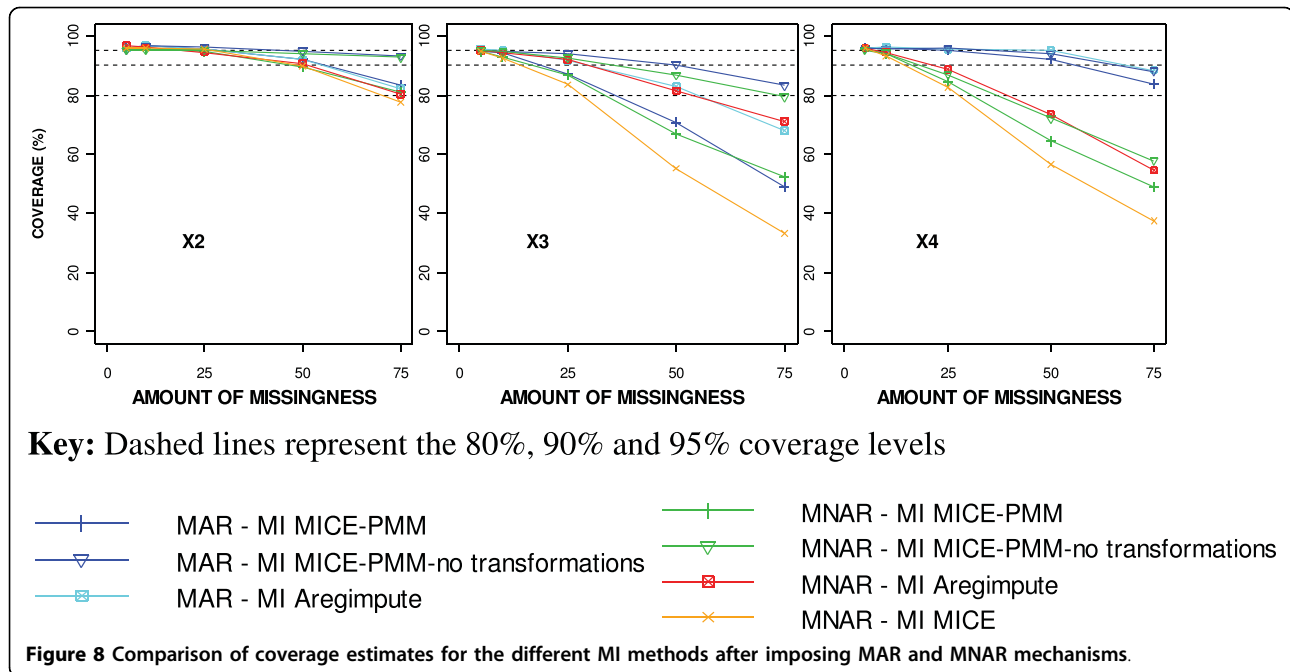 COVERAGE (%)
0 20 40 60 80 100
0 20 40 60 80 100
0 20 40 60 80 100
X2
X3
X4
0 25 50 75
0 25 50 75
0 25 50 75
AMOUNT OF MISSINGNESS
AMOUNT OF MISSINGNESS
AMOUNT OF MISSINGNESS
Key: Dashed lines represent the 80%, 90% and 95% coverage levels
MAR - MI MICE-PMM
MAR - MI MICE-PMM-no transformations
MAR - MI Aregimpute
MNAR - MI MICE-PMM
MNAR - MI MICE-PMM-no transformations
MNAR - MI Aregimpute
MNAR - MI MICE
Figure 8 Comparison of coverage estimates for the different MI methods after imposing MAR and MNAR mechanisms.